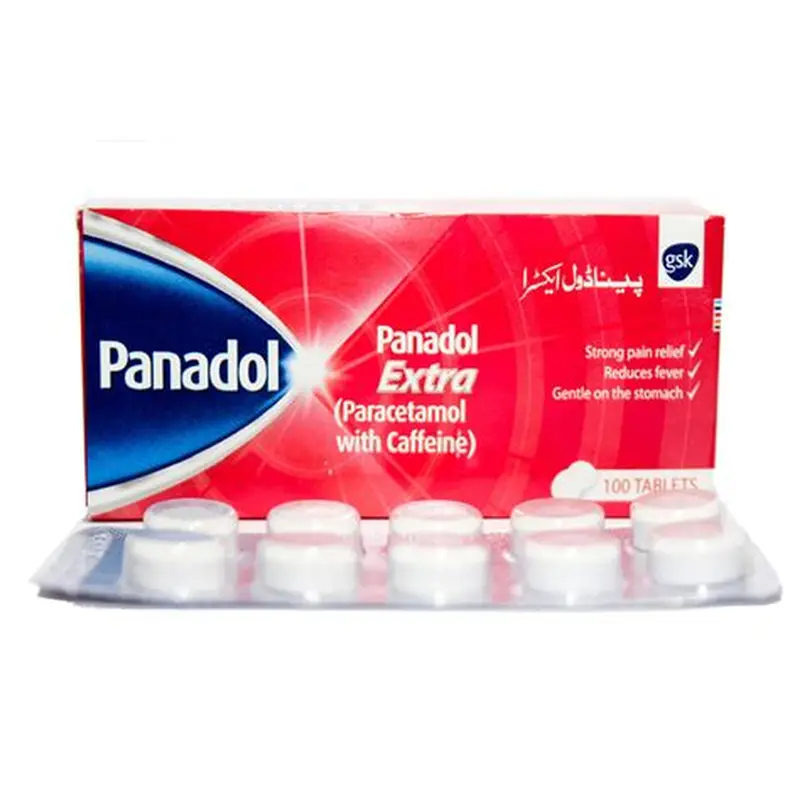 Panadol
پیناڈول ایکسٹرا
gsk
Panadol
Extra
(Paracetamol
with Caffeine)
Strong pain relief ✓
Reduces fever ✓
Gentle on the stomach ✓
100 TABLETS